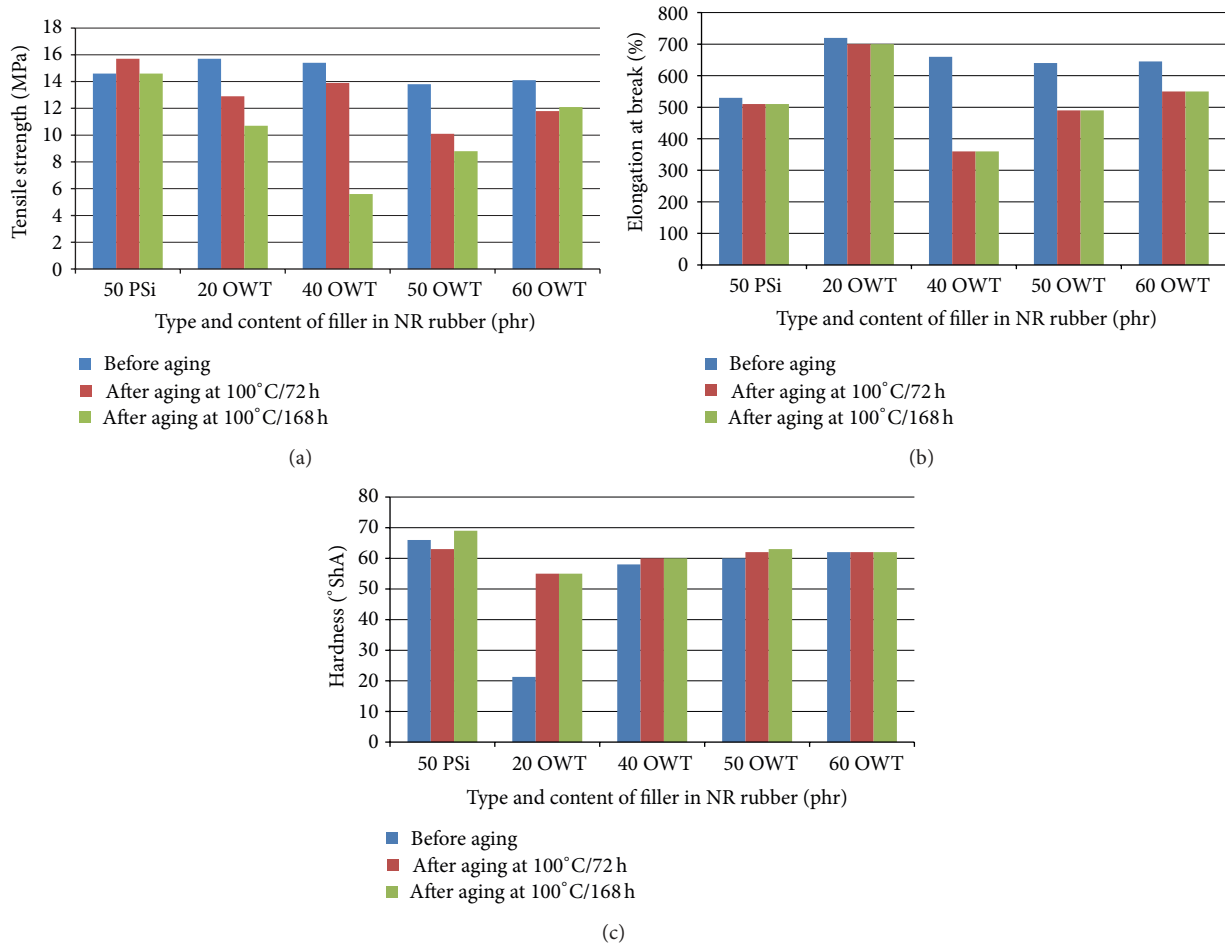 18
16
14
12
10
8
6
4
2
0
Tensile strength (MPa)
50 PSi 20 OWT 40 OWT 50 OWT 60 OWT
Type and content of filler in NR rubber (phr)
Before aging
After aging at 100°C/72 h
After aging at 100°C/168 h
(a)
800
700
600
500
400
300
200
100
0
Elongation at break (%)
50 PSi 20 OWT 40 OWT 50 OWT 60 OWT
Type and content of filler in NR rubber (phr)
Before aging
After aging at 100°C/72 h
After aging at 100°C/168 h
(b)
80
70
60
50
40
30
20
10
0
Hardness (°ShA)
50 PSi 20 OWT 40 OWT 50 OWT 60 OWT
Type and content of filler in NR rubber (phr)
Before aging
After aging at 100°C/72 h
After aging at 100°C/168 h
(c)